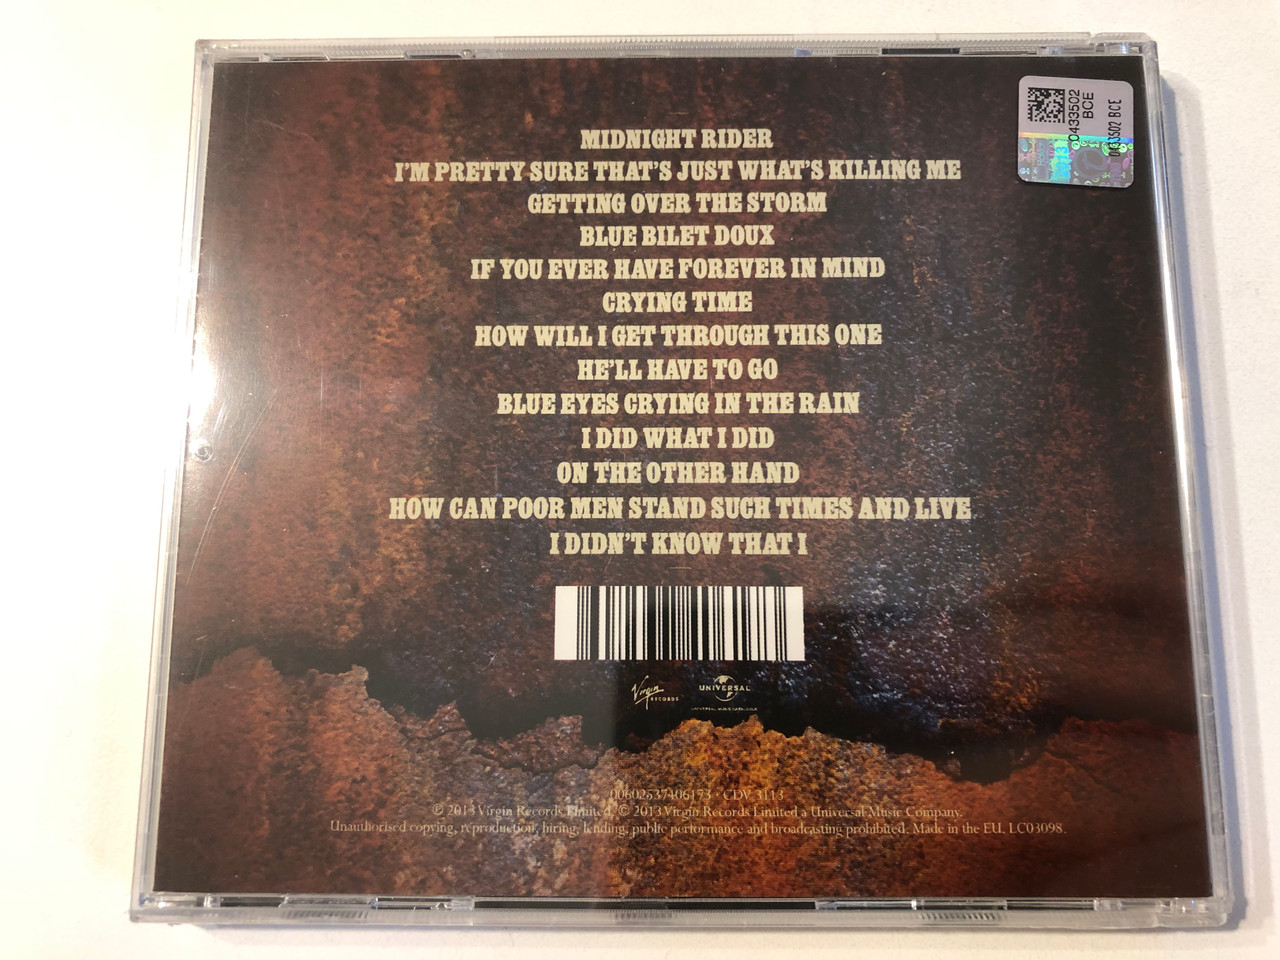 0433502
BCE
0433502 BCE
MIDNIGHT RIDER
I'M PRETTY SURE THAT'S JUST WHAT'S KILLING ME
GETTING OVER THE STORM
BLUE BILET DOUX
IF YOU EVER HAVE FOREVER IN MIND
CRYING TIME
HOW WILL I GET THROUGH THIS ONE
HE'LL HAVE TO GO
BLUE EYES CRYING IN THE RAIN
I DID WHAT I DID
ON THE OTHER HAND
HOW CAN POOR MEN STAND SUCH TIMES AND LIVE
I DIDN'T KNOW THAT I
Virgin RECORDS
UNIVERSAL
00602537406173 · CDV 3113
℗ 2013 Virgin Records Limited. © 2013 Virgin Records Limited a Universal Music Company.
Unauthorised copying, reproduction, hiring, lending, public performance and broadcasting prohibited. Made in the EU. LC03098.